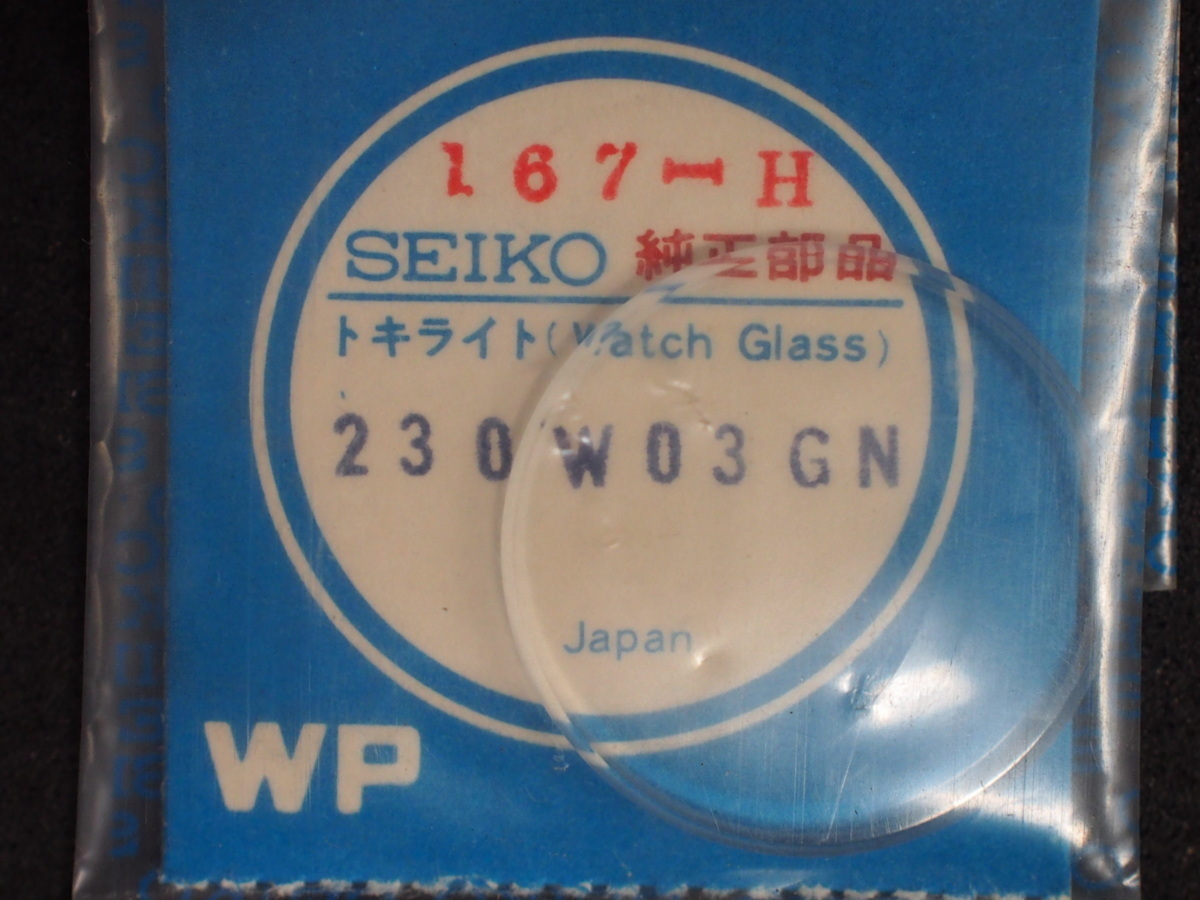 167-H
SEIKO 純正部品
トキライト(Watch Glass)
230W03GN
Japan
WP